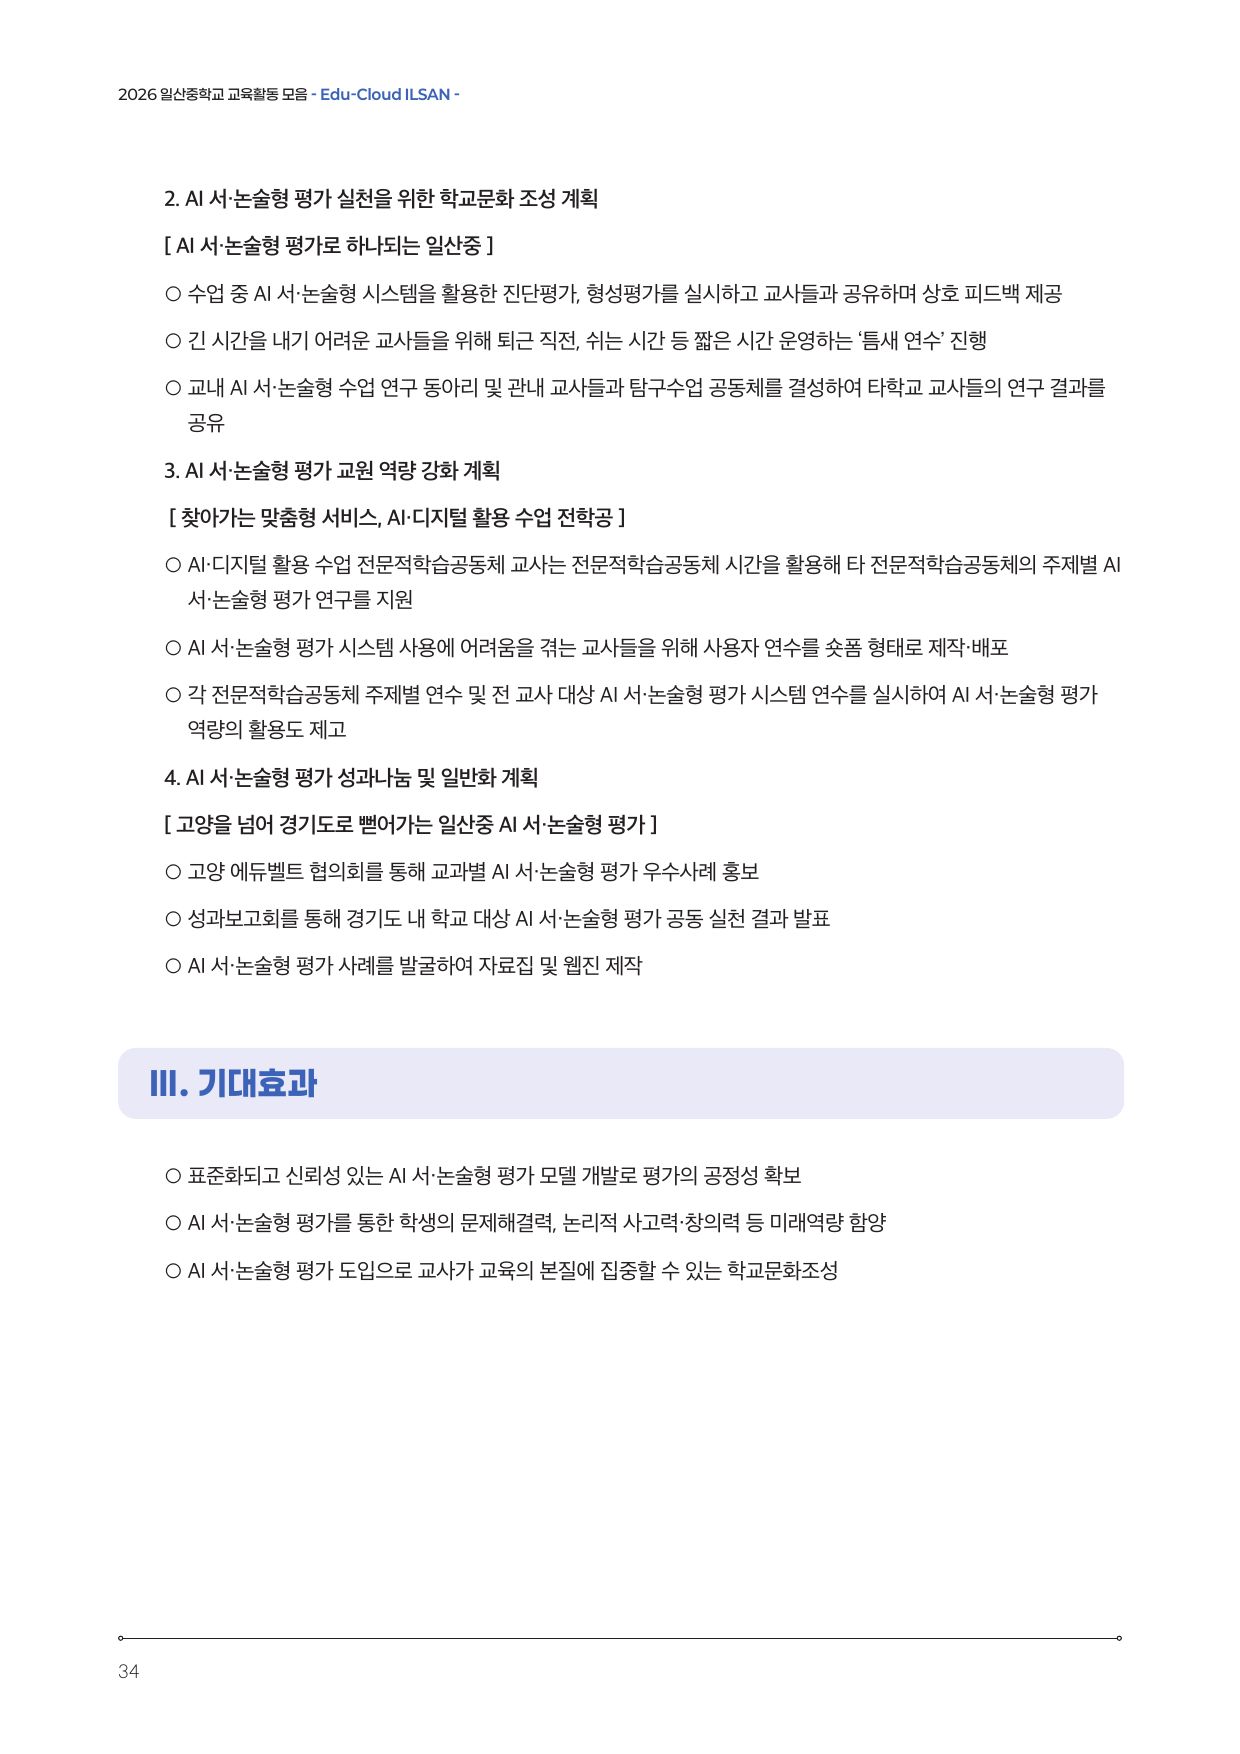 2026 일산중학교 교육활동 모음 - Edu-Cloud ILSAN -
2. AI 서·논술형 평가 실천을 위한 학교문화 조성 계획
[ AI 서·논술형 평가로 하나되는 일산중 ]
○ 수업 중 AI 서·논술형 시스템을 활용한 진단평가, 형성평가를 실시하고 교사들과 공유하며 상호 피드백 제공
○ 긴 시간을 내기 어려운 교사들을 위해 퇴근 직전, 쉬는 시간 등 짧은 시간 운영하는 ‘틈새 연수’ 진행
○ 교내 AI 서·논술형 수업 연구 동아리 및 관내 교사들과 탐구수업 공동체를 결성하여 타학교 교사들의 연구 결과를
공유
3. AI 서·논술형 평가 교원 역량 강화 계획
[ 찾아가는 맞춤형 서비스, AI·디지털 활용 수업 전학공 ]
○ AI·디지털 활용 수업 전문적학습공동체 교사는 전문적학습공동체 시간을 활용해 타 전문적학습공동체의 주제별 AI
서·논술형 평가 연구를 지원
○ AI 서·논술형 평가 시스템 사용에 어려움을 겪는 교사들을 위해 사용자 연수를 숏폼 형태로 제작·배포
○ 각 전문적학습공동체 주제별 연수 및 전 교사 대상 AI 서·논술형 평가 시스템 연수를 실시하여 AI 서·논술형 평가
역량의 활용도 제고
4. AI 서·논술형 평가 성과나눔 및 일반화 계획
[ 고양을 넘어 경기도로 뻗어가는 일산중 AI 서·논술형 평가 ]
○ 고양 에듀벨트 협의회를 통해 교과별 AI 서·논술형 평가 우수사례 홍보
○ 성과보고회를 통해 경기도 내 학교 대상 AI 서·논술형 평가 공동 실천 결과 발표
○ AI 서·논술형 평가 사례를 발굴하여 자료집 및 웹진 제작
III. 기대효과
○ 표준화되고 신뢰성 있는 AI 서·논술형 평가 모델 개발로 평가의 공정성 확보
○ AI 서·논술형 평가를 통한 학생의 문제해결력, 논리적 사고력·창의력 등 미래역량 함양
○ AI 서·논술형 평가 도입으로 교사가 교육의 본질에 집중할 수 있는 학교문화조성
34